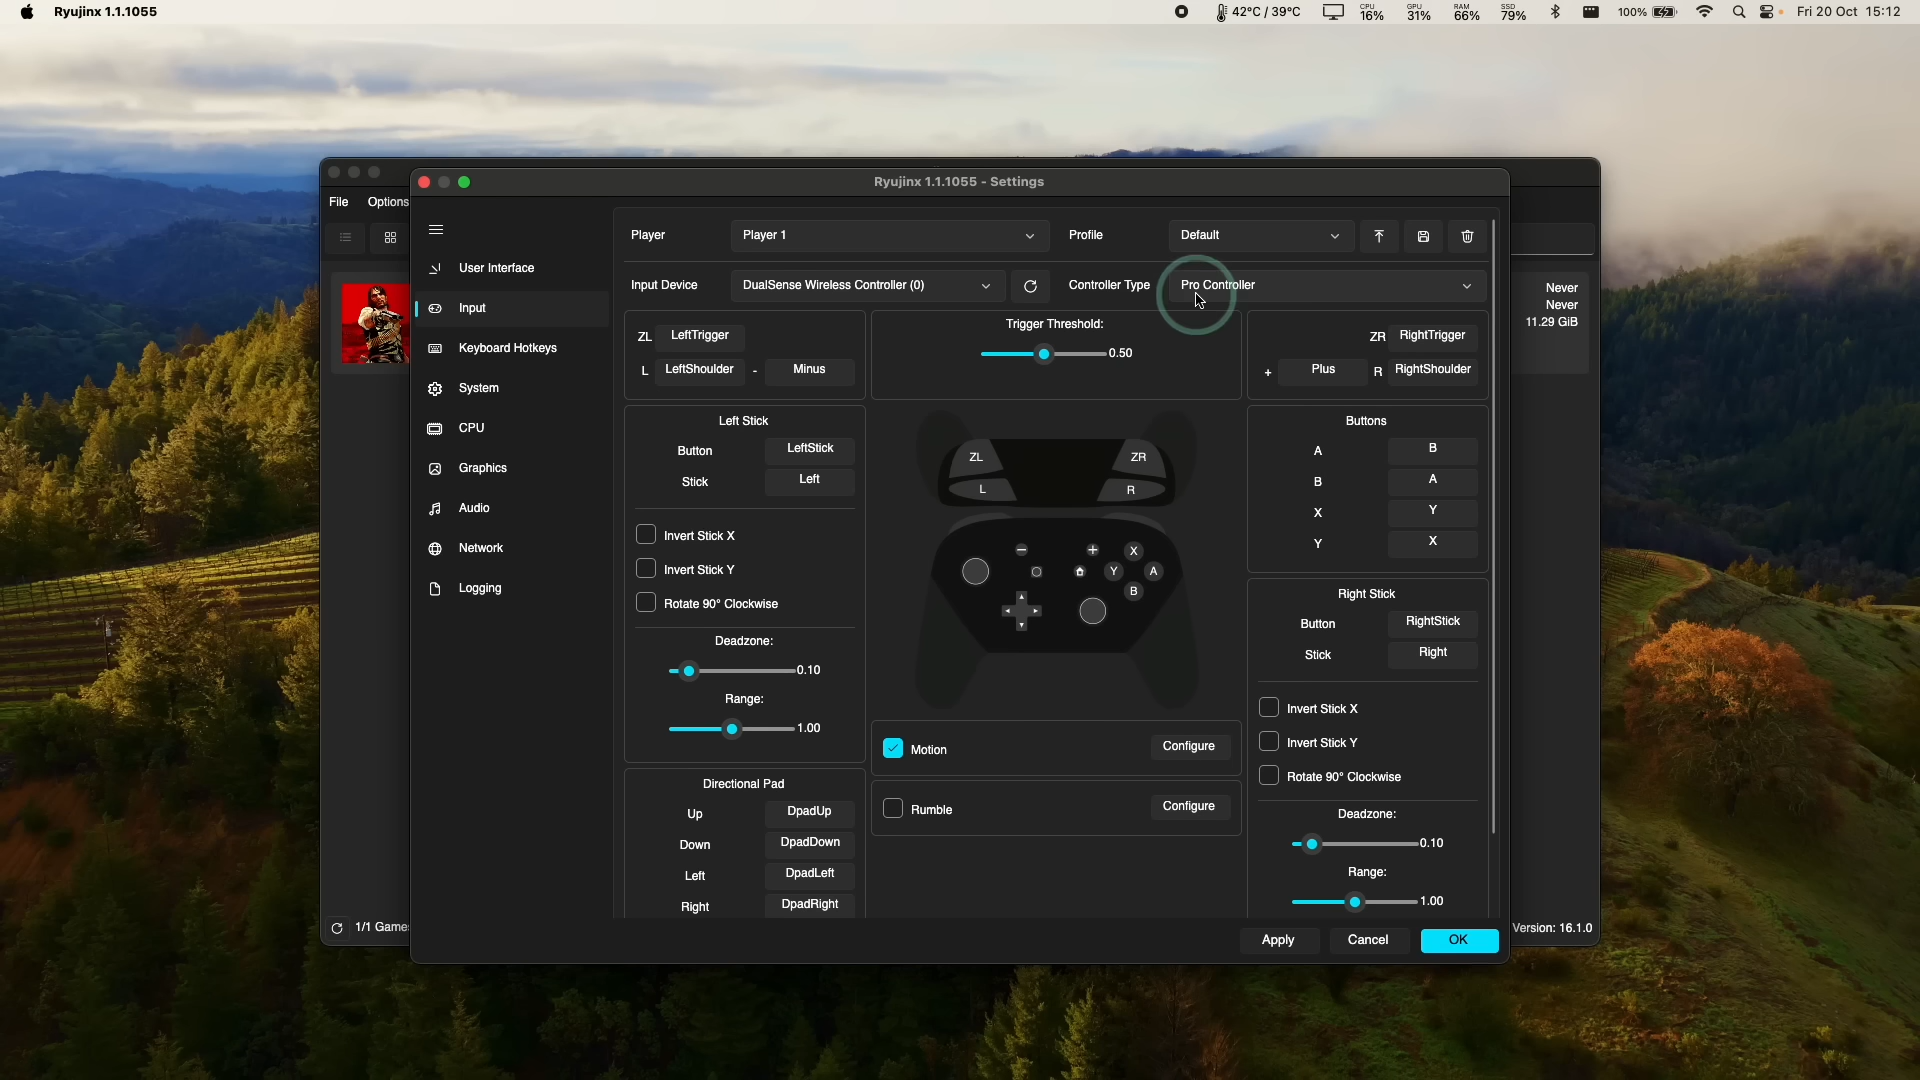 Ryujinx 1.1.1055
42°C / 39°C
CPU
16%
GPU
31%
RAM
66%
SSD
79%
100%
Fri 20 Oct 15:12
Ryujinx 1.1.1055 - Settings
File Options
Player Player 1 Profile Default
Input Device DualSense Wireless Controller (0) Controller Type Pro Controller
User Interface
Input
Keyboard Hotkeys
System
CPU
Graphics
Audio
Network
Logging
ZL LeftTrigger
L LeftShoulder - Minus
Trigger Threshold:
0.50
ZR RightTrigger
+ Plus R RightShoulder
Left Stick
Button LeftStick
Stick Left
Invert Stick X
Invert Stick Y
Rotate 90° Clockwise
Deadzone:
0.10
Range:
1.00
Directional Pad
Up DpadUp
Down DpadDown
Left DpadLeft
Right DpadRight
ZL ZR
L R
X
Y A
B
Motion Configure
Rumble Configure
Buttons
A B
B A
X Y
Y X
Right Stick
Button RightStick
Stick Right
Invert Stick X
Invert Stick Y
Rotate 90° Clockwise
Deadzone:
0.10
Range:
1.00
Apply Cancel OK
Never
Never
11.29 GiB
1/1 Game
Version: 16.1.0